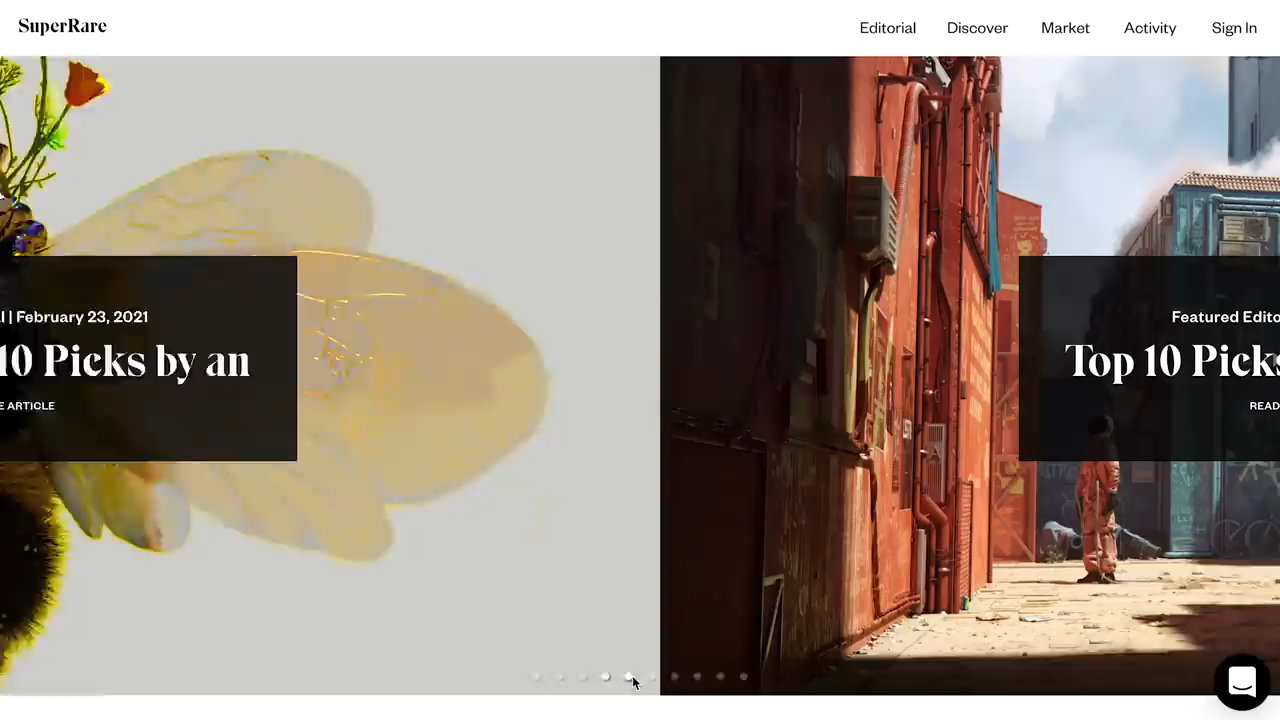 SuperRare
Editorial
Discover
Market
Activity
Sign In
| February 23, 2021
10 Picks by an
ARTICLE
Featured
Top 10 Picks
READ